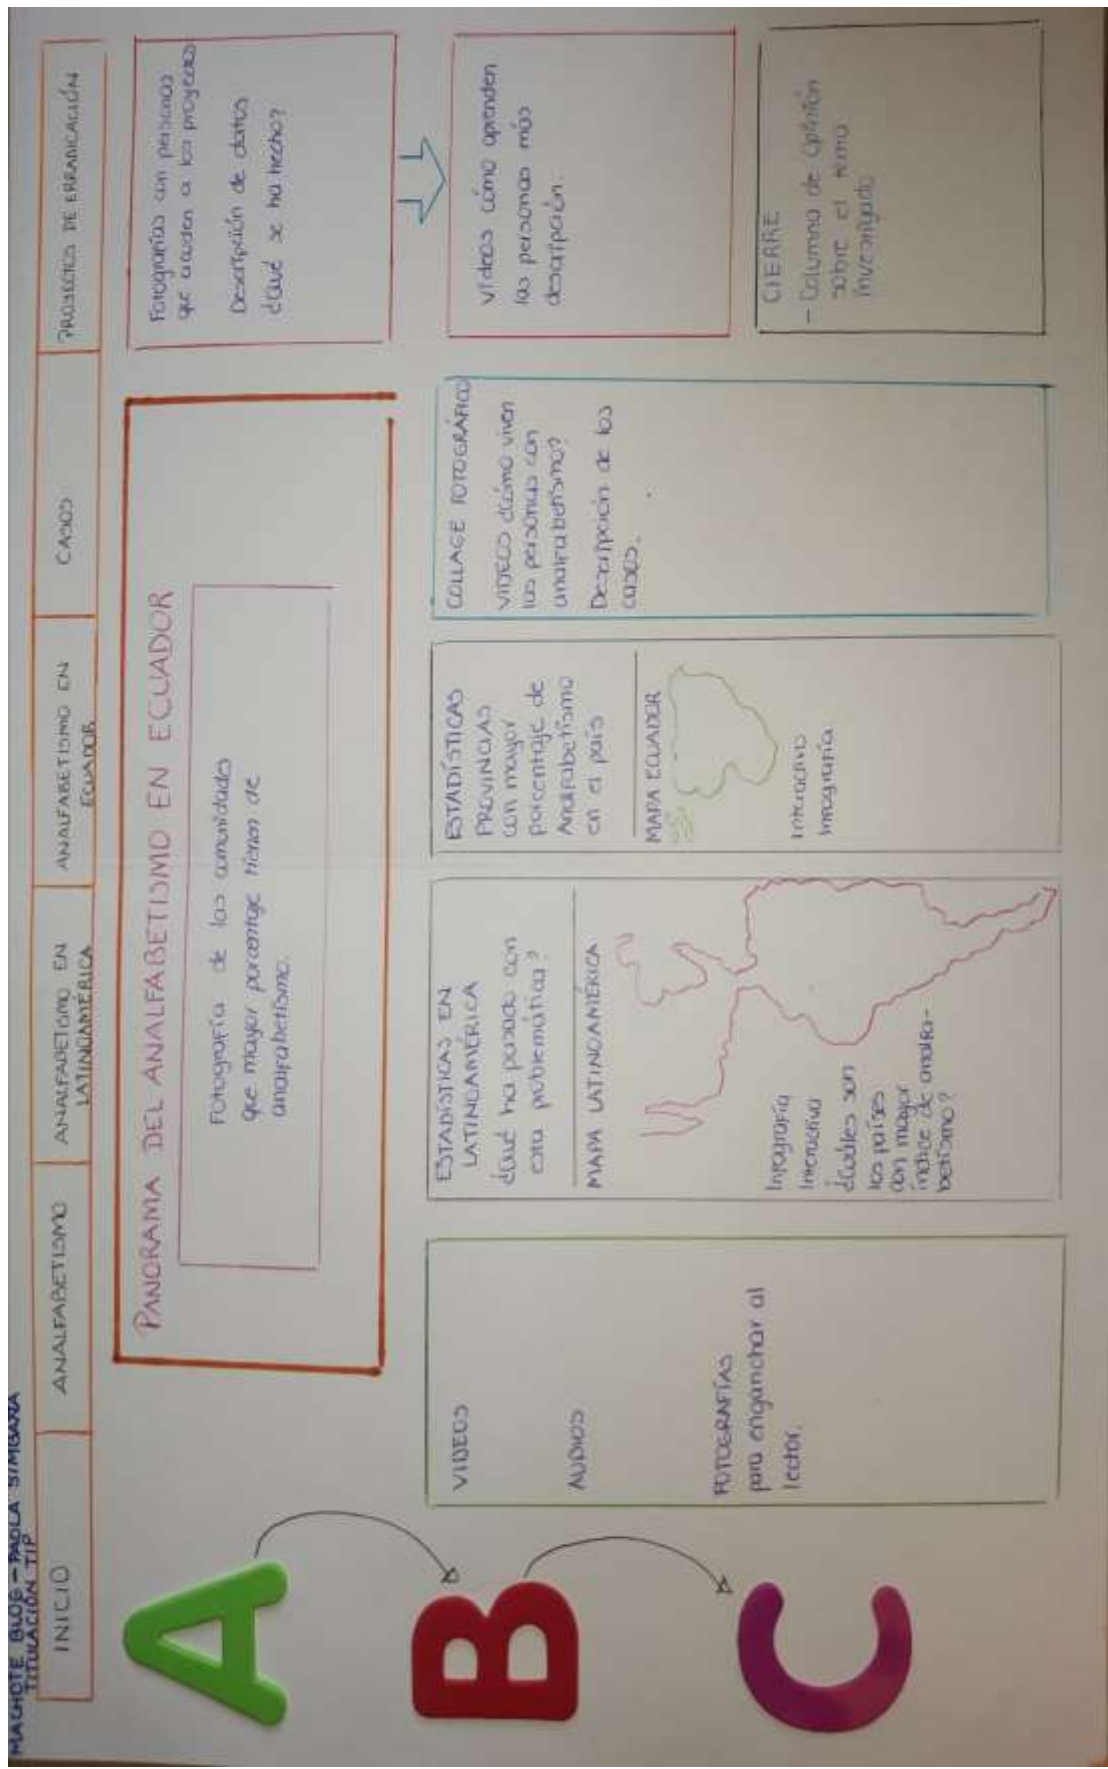 MACHOTE BLOG - PAOLA SIMBAÑA
TITULACIÓN TIP
INICIO
ANALFABETISMO
ANALFABETISMO EN
LATINOAMÉRICA
ANALFABETISMO EN
ECUADOR
CASOS
PROYECTOS DE ERRADICACIÓN
A
B
C
PANORAMA DEL ANALFABETISMO EN ECUADOR
Fotografía de las comunidades
que mayor porcentaje tienen de
analfabetismo.
Fotografías con personas
que acuden a los proyectos
Descripción de datos
¿Qué se ha hecho?
VIDEOS
AUDIOS
FOTOGRAFÍAS
para enganchar al
lector.
ESTADÍSTICAS EN
LATINOAMÉRICA
¿Qué ha pasado con
esta problemática?
MAPA LATINOAMÉRICA
Infografía
Interactiva
¿Cuáles son
los países
con mayor
índice de analfa-
betismo?
ESTADÍSTICAS
PROVINCIAS
con mayor
porcentaje de
Analfabetismo
en el país
MAPA ECUADOR
Interactivo
Infografía
COLLAGE FOTOGRÁFICO
VIDEOS ¿Cómo viven
las personas con
analfabetismo?
Descripción de los
casos.
Videos cómo aprenden
las personas más
descripción.
CIERRE
- Columna de Opinión
sobre el tema
investigado